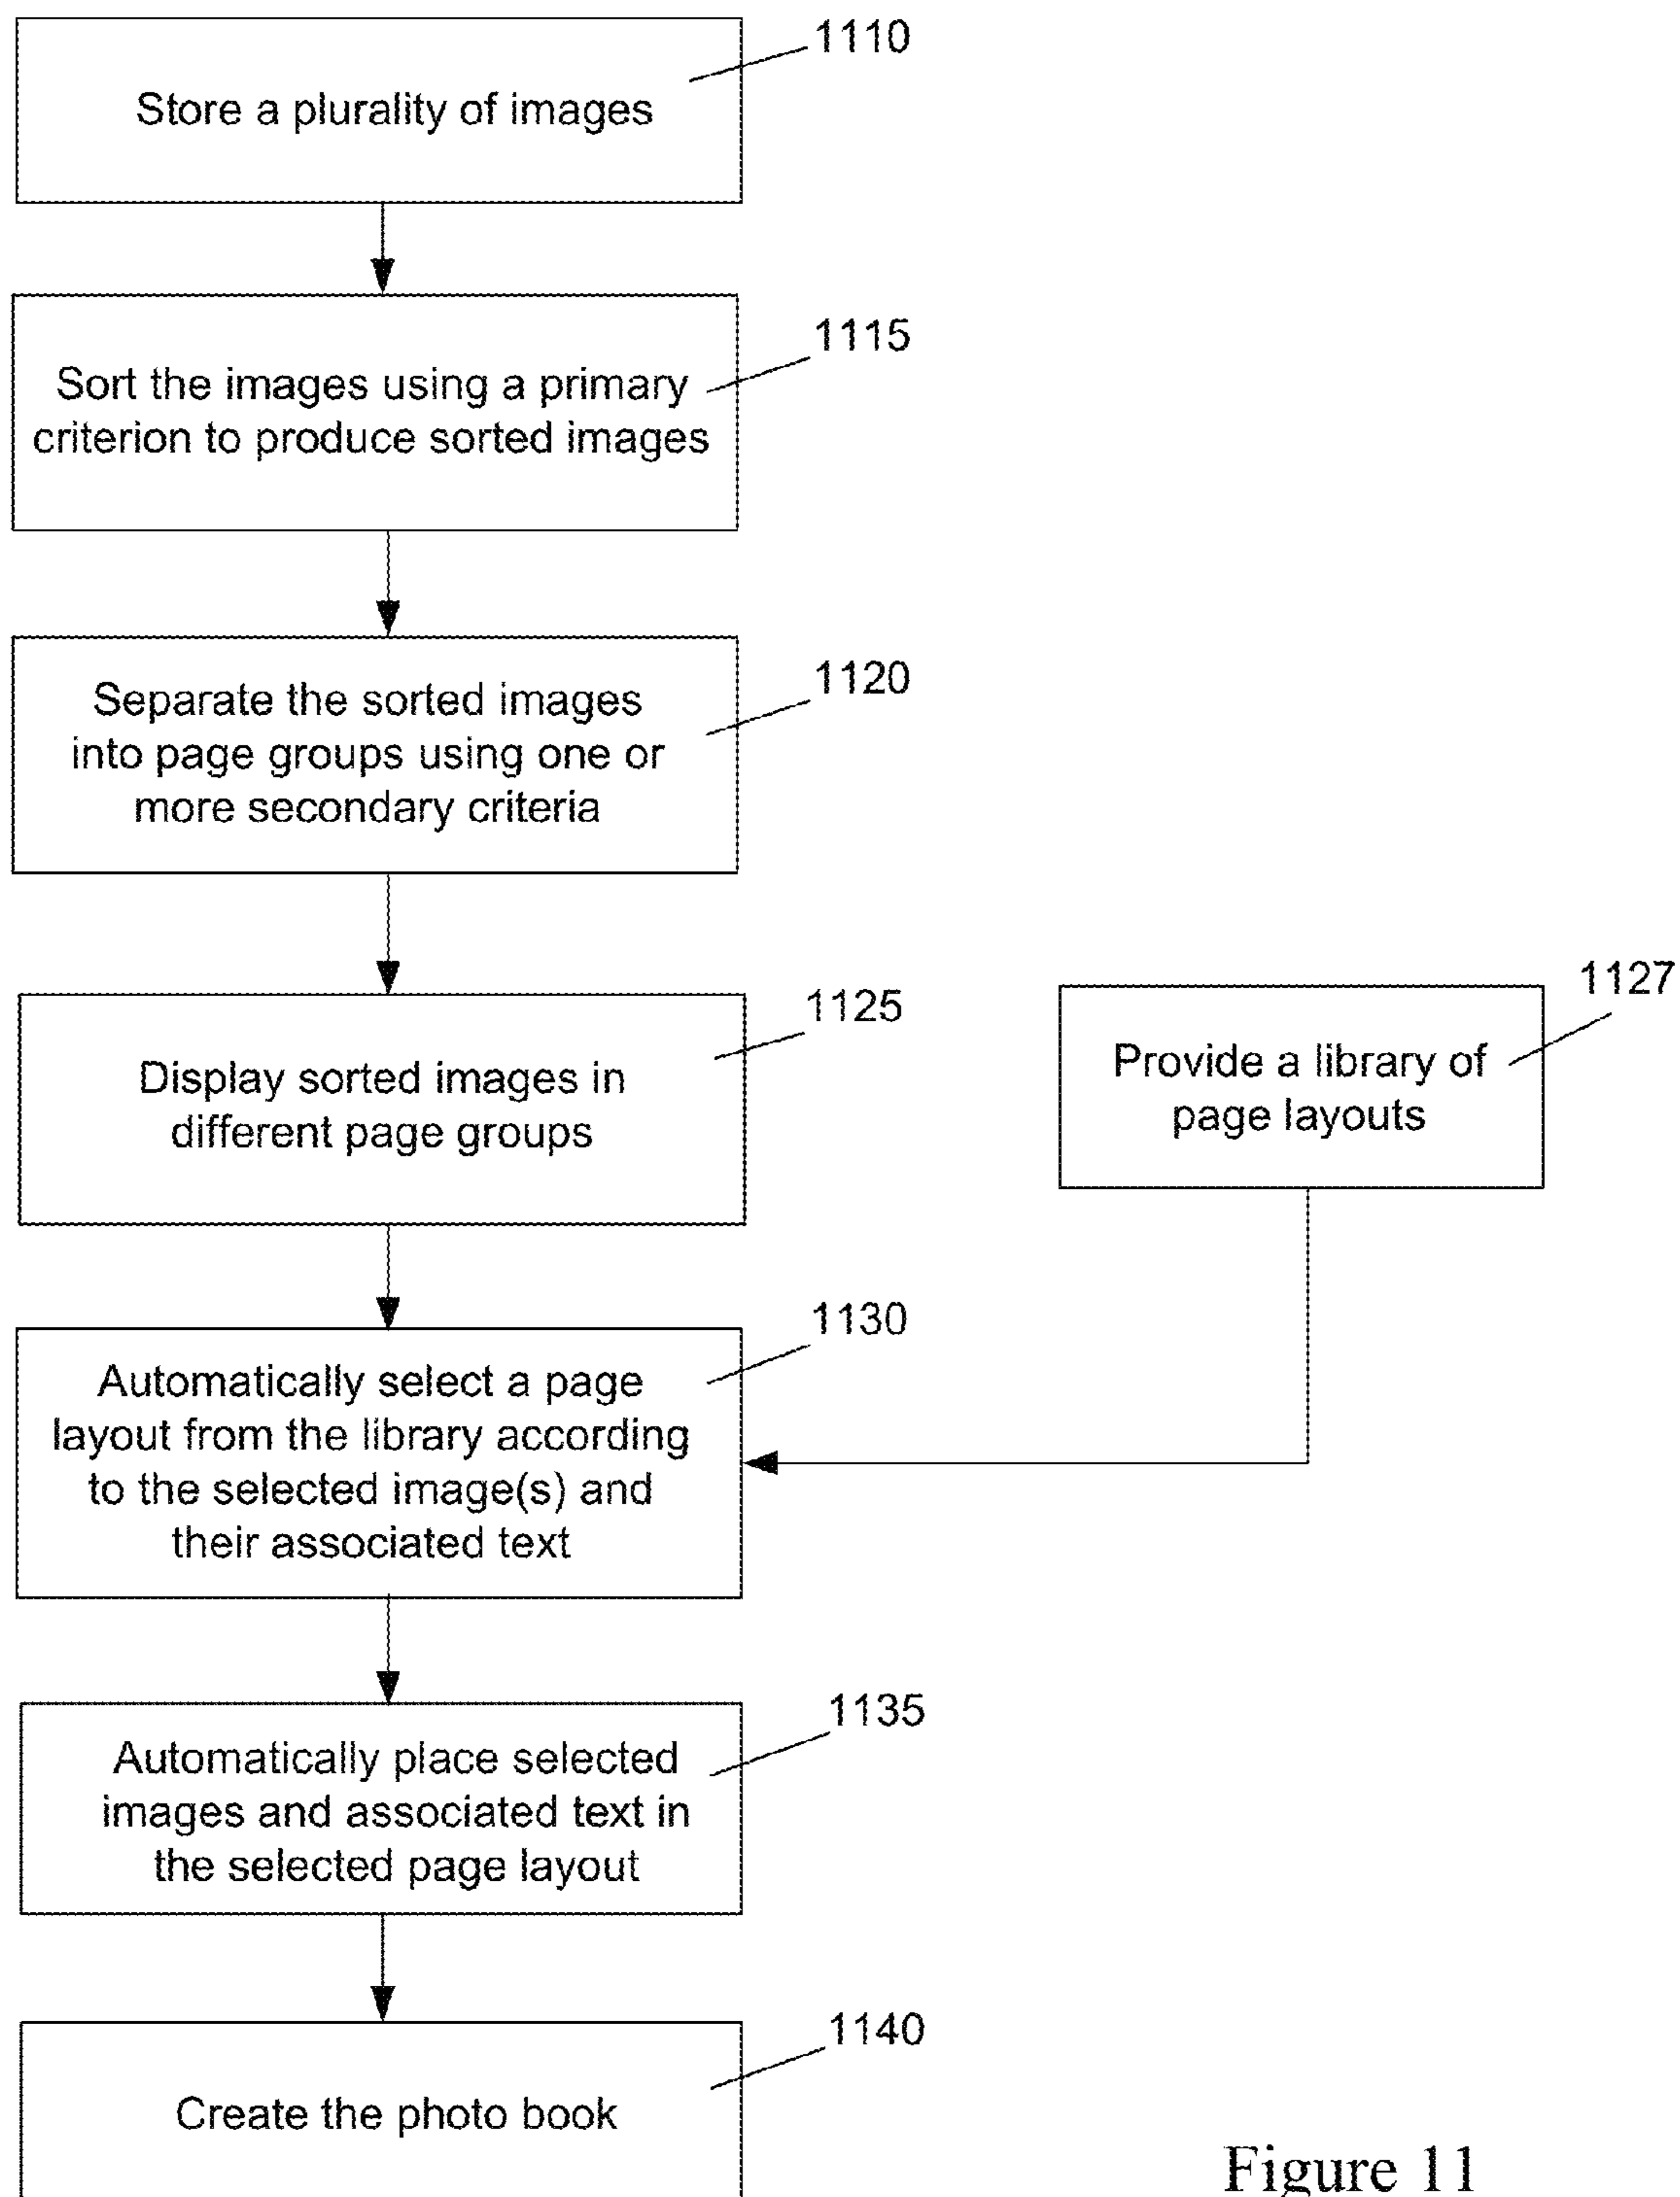 1110
Store a plurality of images
1115
Sort the images using a primary
criterion to produce sorted images
1120
Separate the sorted images
into page groups using one or
more secondary criteria
1125
Display sorted images in
different page groups
1127
Provide a library of
page layouts
1130
Automatically select a page
layout from the library according
to the selected image(s) and
their associated text
1135
Automatically place selected
images and associated text in
the selected page layout
1140
Create the photo book
Figure 11